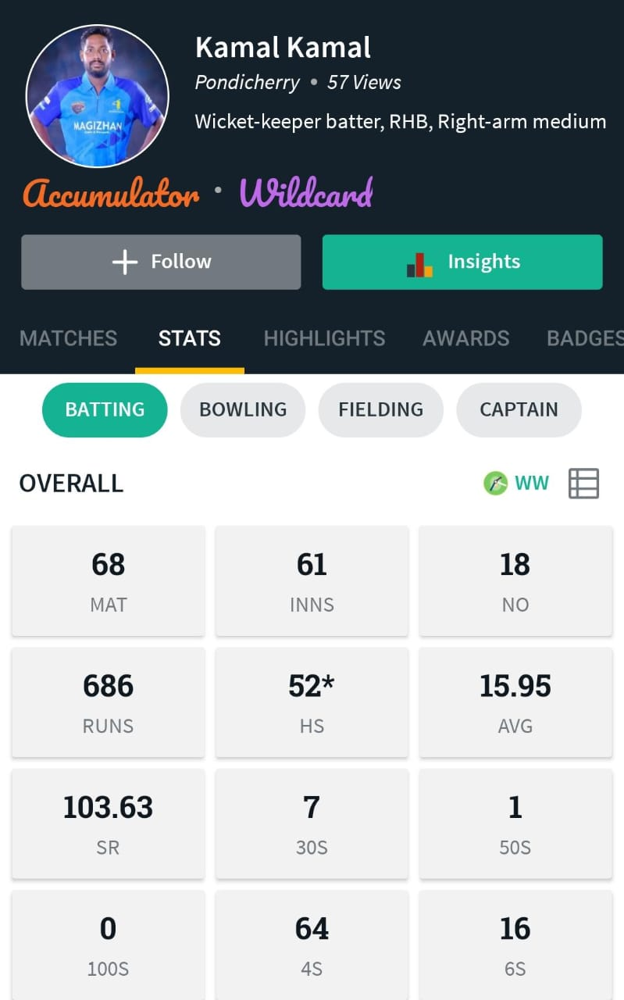 Kamal Kamal
Pondicherry • 57 Views
Wicket-keeper batter, RHB, Right-arm medium
MAGIZHAN
Accumulator • Wildcard
+ Follow
Insights
MATCHES STATS HIGHLIGHTS AWARDS BADGES
BATTING BOWLING FIELDING CAPTAIN
OVERALL
WW
68 61 18
MAT INNS NO
686 52* 15.95
RUNS HS AVG
103.63 7 1
SR 30S 50S
0 64 16
100S 4S 6S